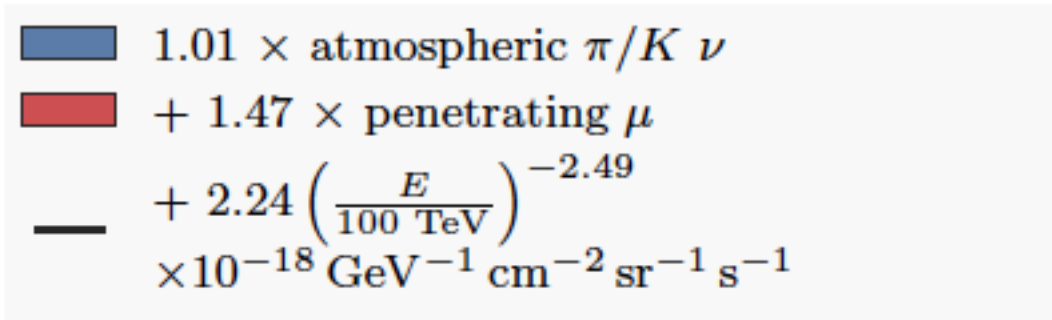 1.01 × atmospheric π/K ν
+ 1.47 × penetrating μ
+ 2.24 (E/100 TeV)^−2.49
×10^−18 GeV^−1 cm^−2 sr^−1 s^−1